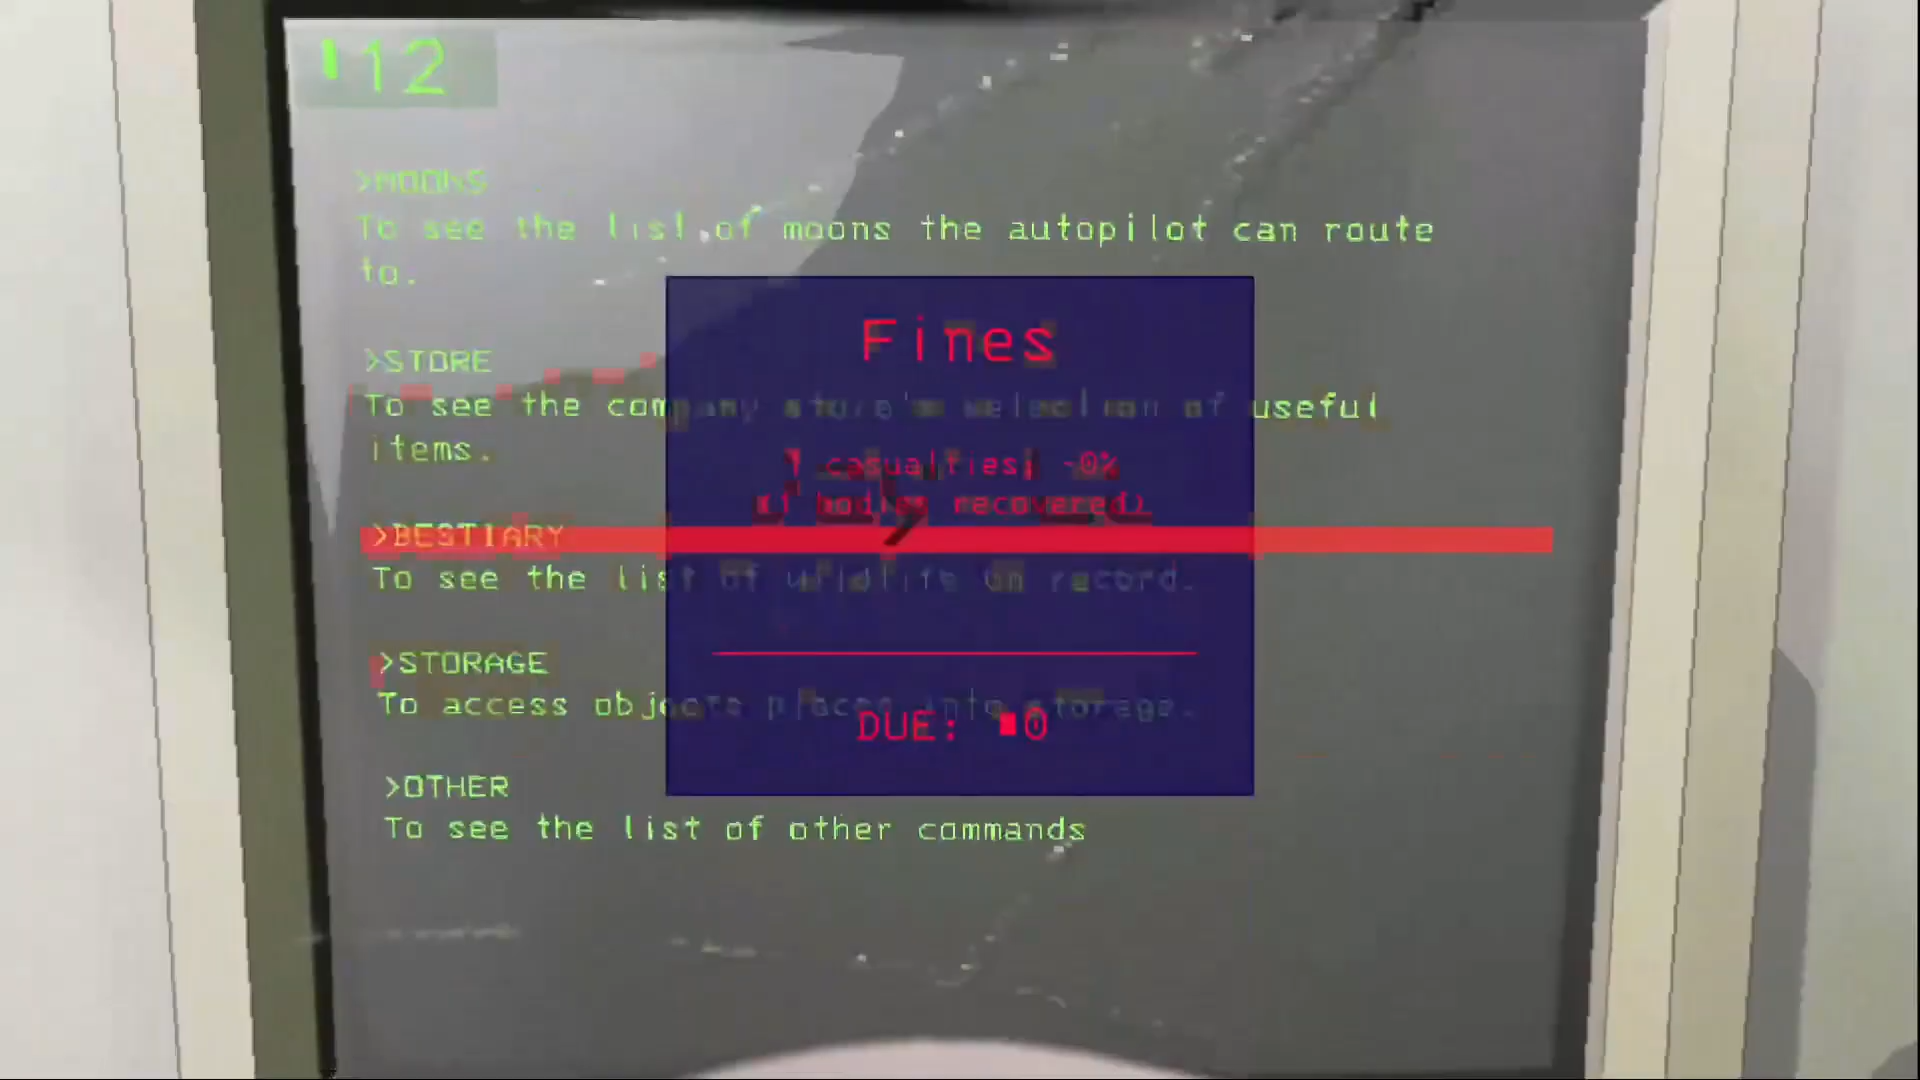 ▮12
>MOONS
To see the list of moons the autopilot can route
to.
>STORE
To see the company store's selection of useful
items.
>BESTIARY
To see the list of wildlife on record.
>STORAGE
To access objects placed into storage.
>OTHER
To see the list of other commands
Fines
1 casualties: -0%
(1 bodies recovered)
DUE: ▮0